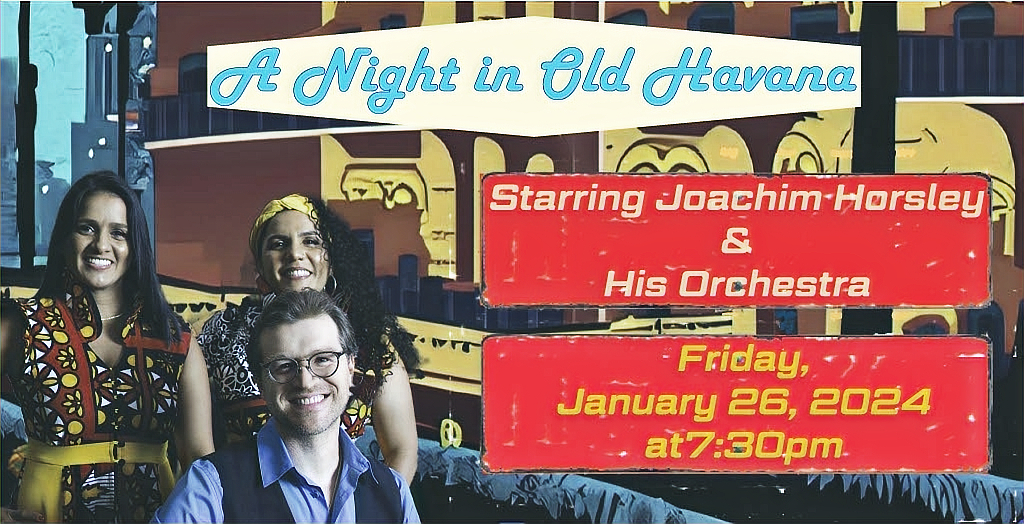 A Night in Old Havana
Starring Joachim Horsley
&
His Orchestra
Friday,
January 26, 2024
at7:30pm